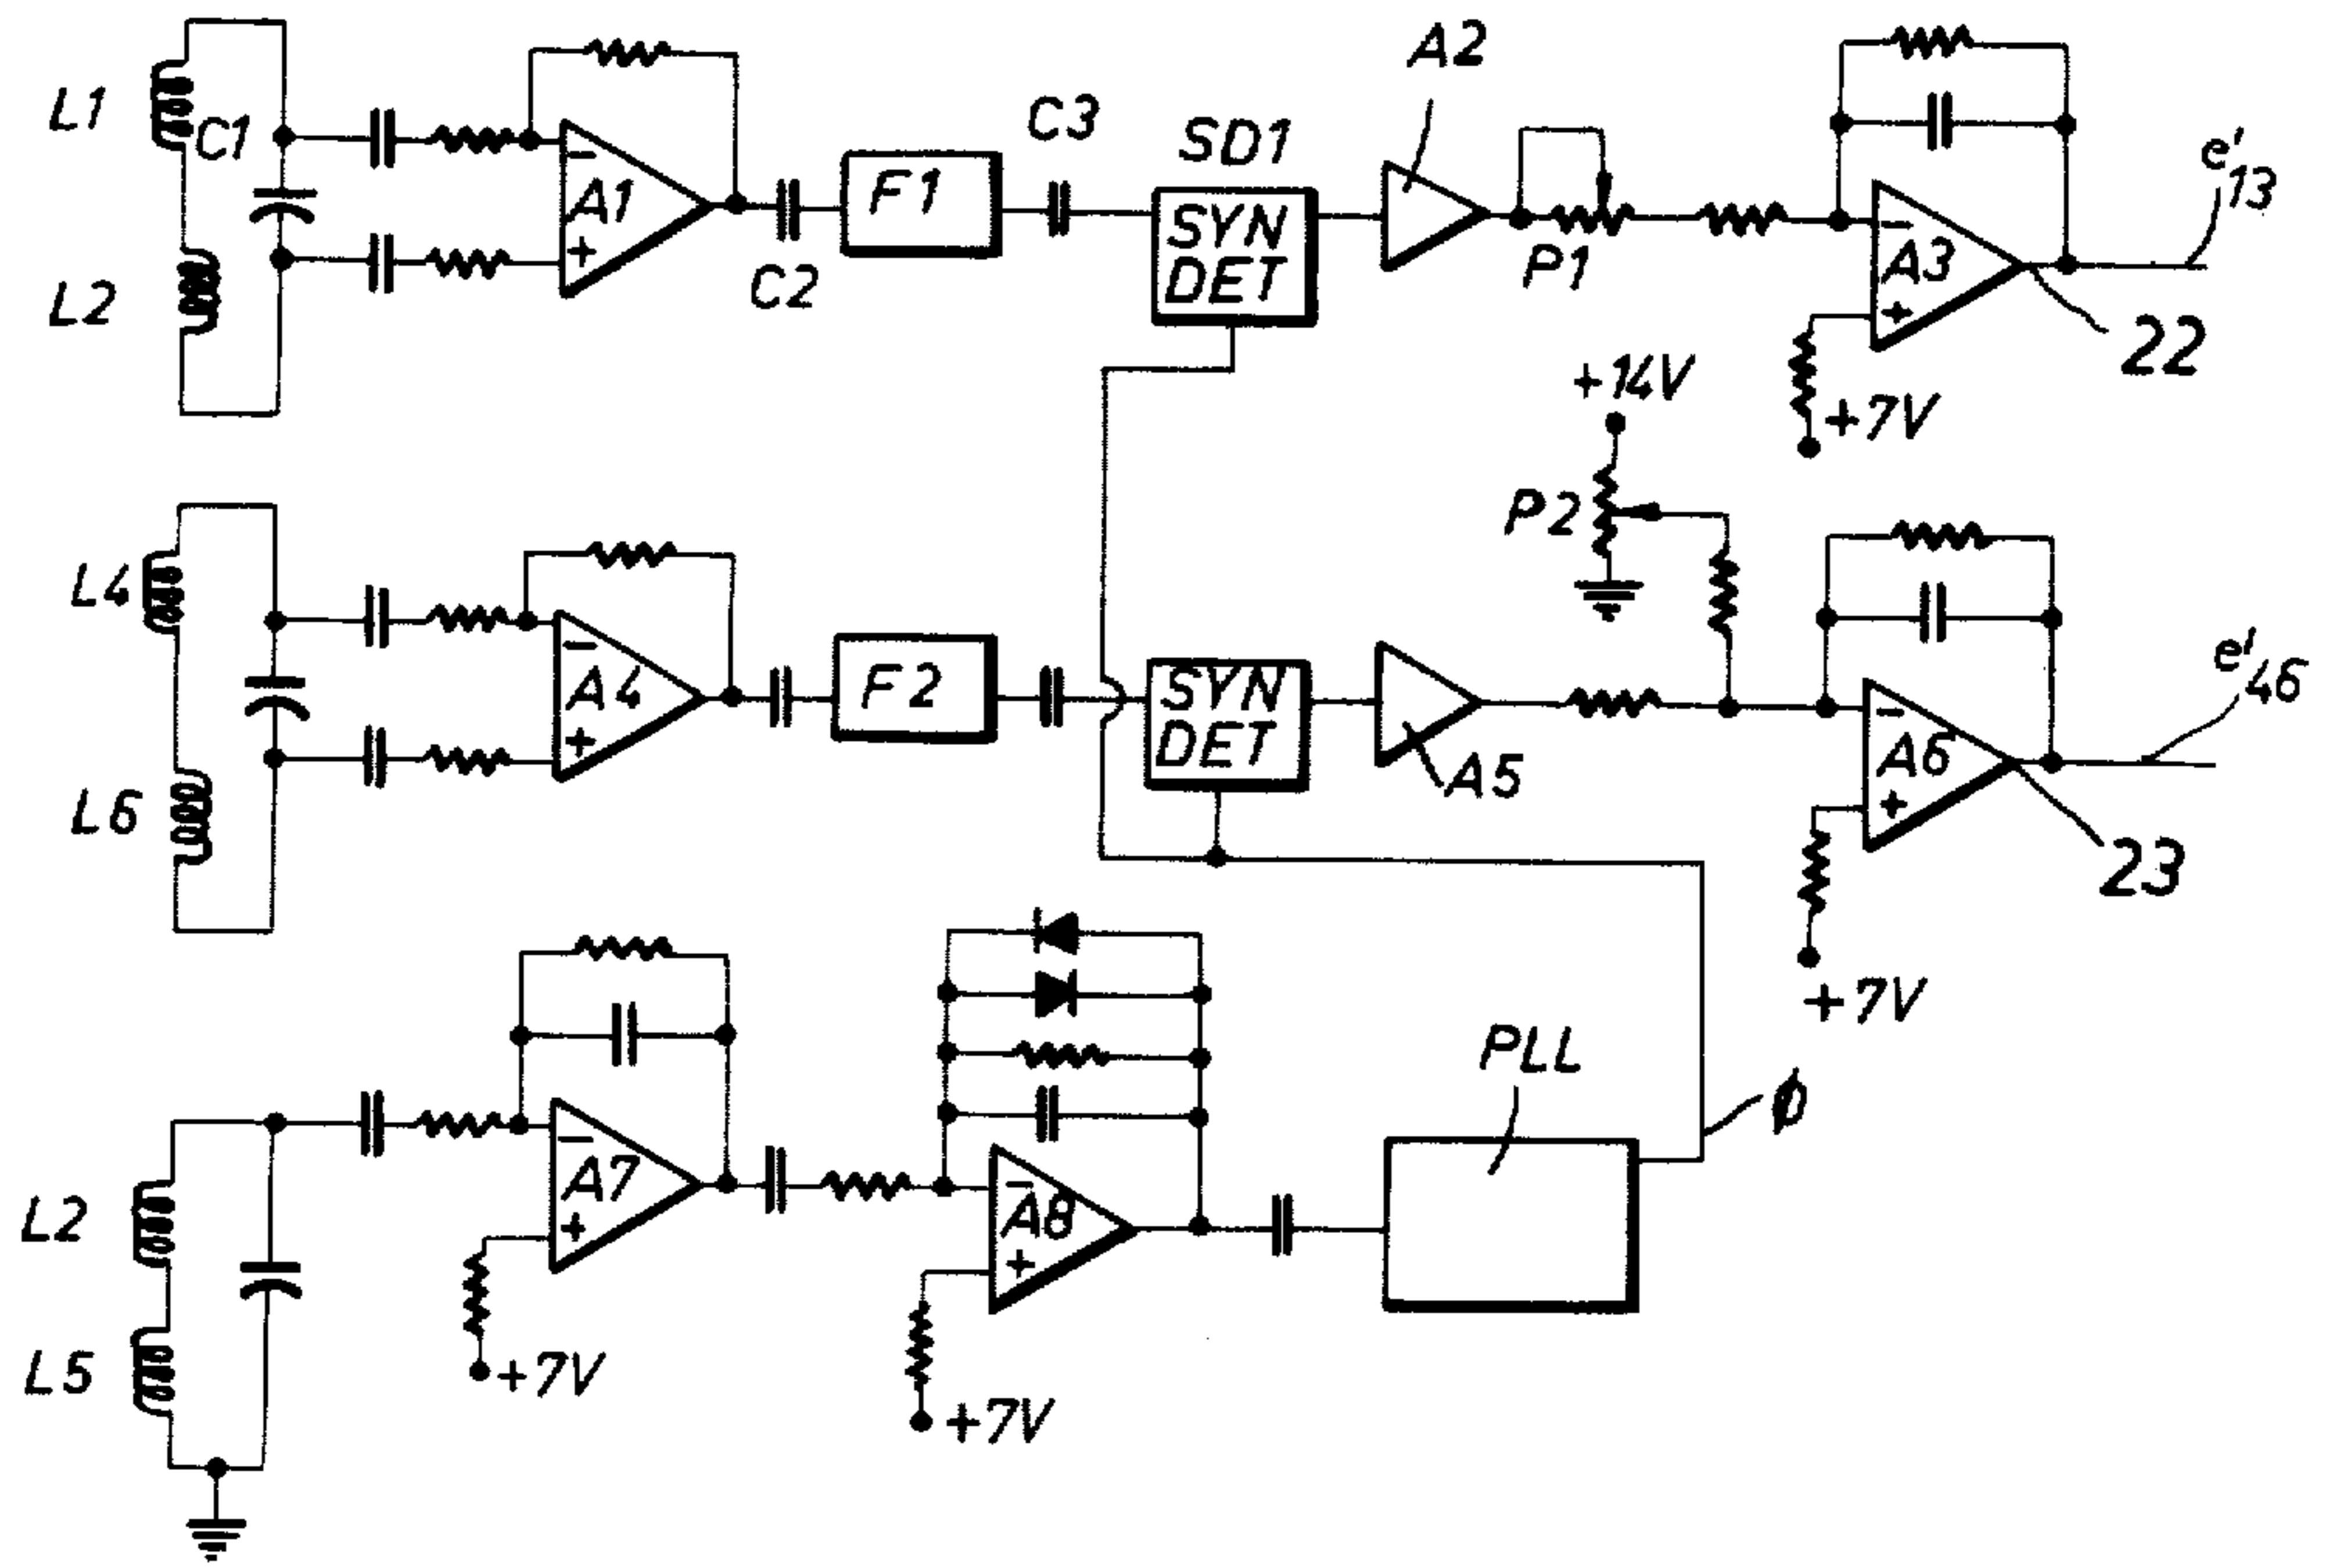 L1
C1
L2
A1
-
+
C2
F1
C3
SD1
SYN
DET
A2
P1
-
A3
+
+7V
e'13
22
+14V
P2
L4
L6
-
A4
+
F2
SYN
DET
A5
-
A6
+
+7V
e'46
23
L2
L5
-
A7
+
+7V
-
A8
+
+7V
PLL
ϕ